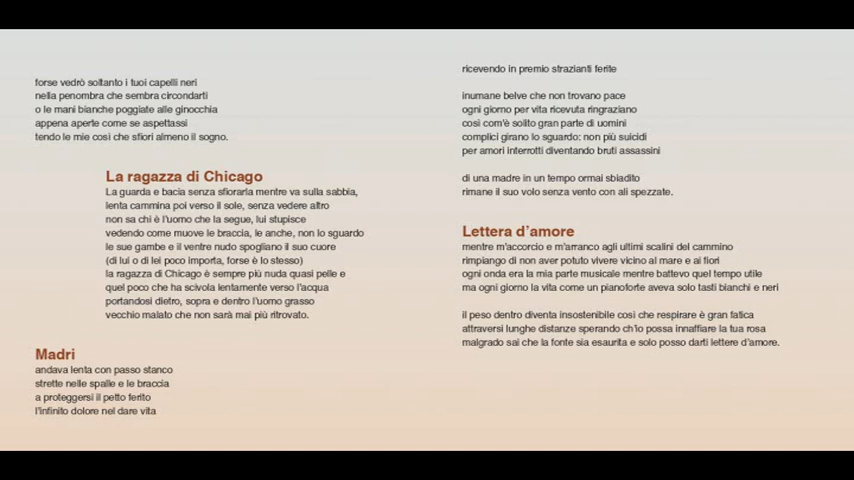 forse vedrò soltanto i tuoi capelli neri
nella penombra che sembra circondarti
o le mani bianche poggiate alle ginocchia
appena aperte come se aspettassi
tendo le mie così che sfiori almeno il sogno.
La ragazza di Chicago
La guarda e bacia senza sfiorarla mentre va sulla sabbia,
lenta cammina poi verso il sole, senza vedere altro
non sa chi è l'uomo che la segue, lui stupisce
vedendo come muove le braccia, le anche, non lo sguardo
le sue gambe e il ventre nudo spogliano il suo cuore
(di lui o di lei poco importa, forse è lo stesso)
la ragazza di Chicago è sempre più nuda quasi pelle e
quel poco che ha scivola lentamente verso l'acqua
portandosi dietro, sopra e dentro l'uomo grasso
vecchio malato che non sarà mai più ritrovato.
Madri
andava lenta con passo stanco
strette nelle spalle e le braccia
a proteggersi il petto ferito
l'infinito dolore nel dare vita
ricevendo in premio strazianti ferite
inumane belve che non trovano pace
ogni giorno per vita ricevuta ringraziano
così com'è solito gran parte di uomini
complici girano lo sguardo: non più suicidi
per amori interrotti diventando bruti assassini
di una madre in un tempo ormai sbiadito
rimane il suo volo senza vento con ali spezzate.
Lettera d'amore
mentre m'accorcio e m'arranco agli ultimi scalini del cammino
rimpiango di non aver potuto vivere vicino al mare e ai fiori
ogni onda era la mia parte musicale mentre battevo quel tempo utile
ma ogni giorno la vita come un pianoforte aveva solo tasti bianchi e neri
il peso dentro diventa insostenibile così che respirare è gran fatica
attraversi lunghe distanze sperando ch'io possa innaffiare la tua rosa
malgrado sai che la fonte sia esaurita e solo posso darti lettere d'amore.